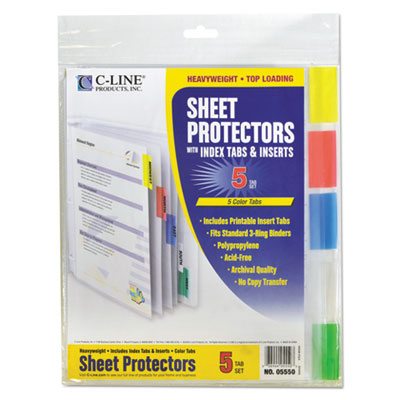 C-LINE®
PRODUCTS, INC.
HEAVYWEIGHT • TOP LOADING
SHEET
PROTECTORS
WITH INDEX TABS & INSERTS
5 TAB SET
5 Color Tabs
• Includes Printable Insert Tabs
• Fits Standard 3-Ring Binders
• Polypropylene
• Acid-Free
• Archival Quality
• No Copy Transfer
Heavyweight • Includes Index Tabs & Inserts • Color Tabs
Sheet Protectors
5 TAB SET
NO. 05550